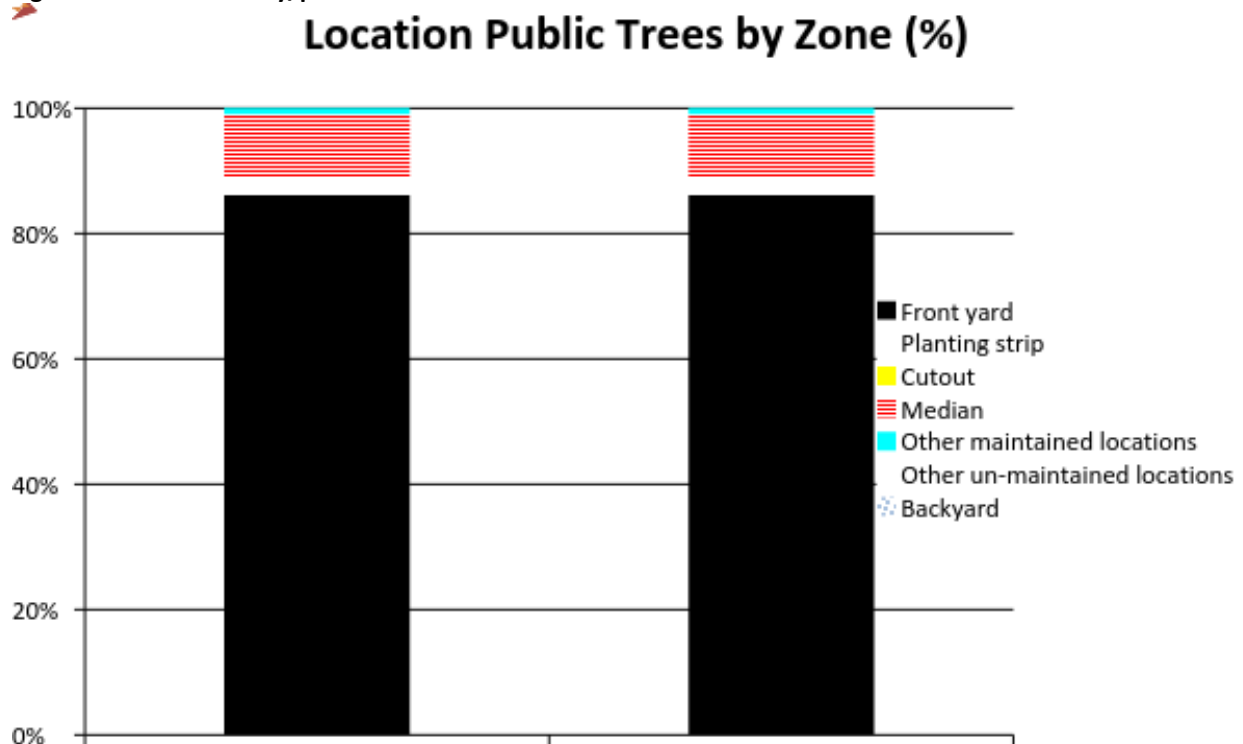 Location Public Trees by Zone (%)
100%
80%
60%
40%
20%
0%
Front yard
Planting strip
Cutout
Median
Other maintained locations
Other un-maintained locations
Backyard